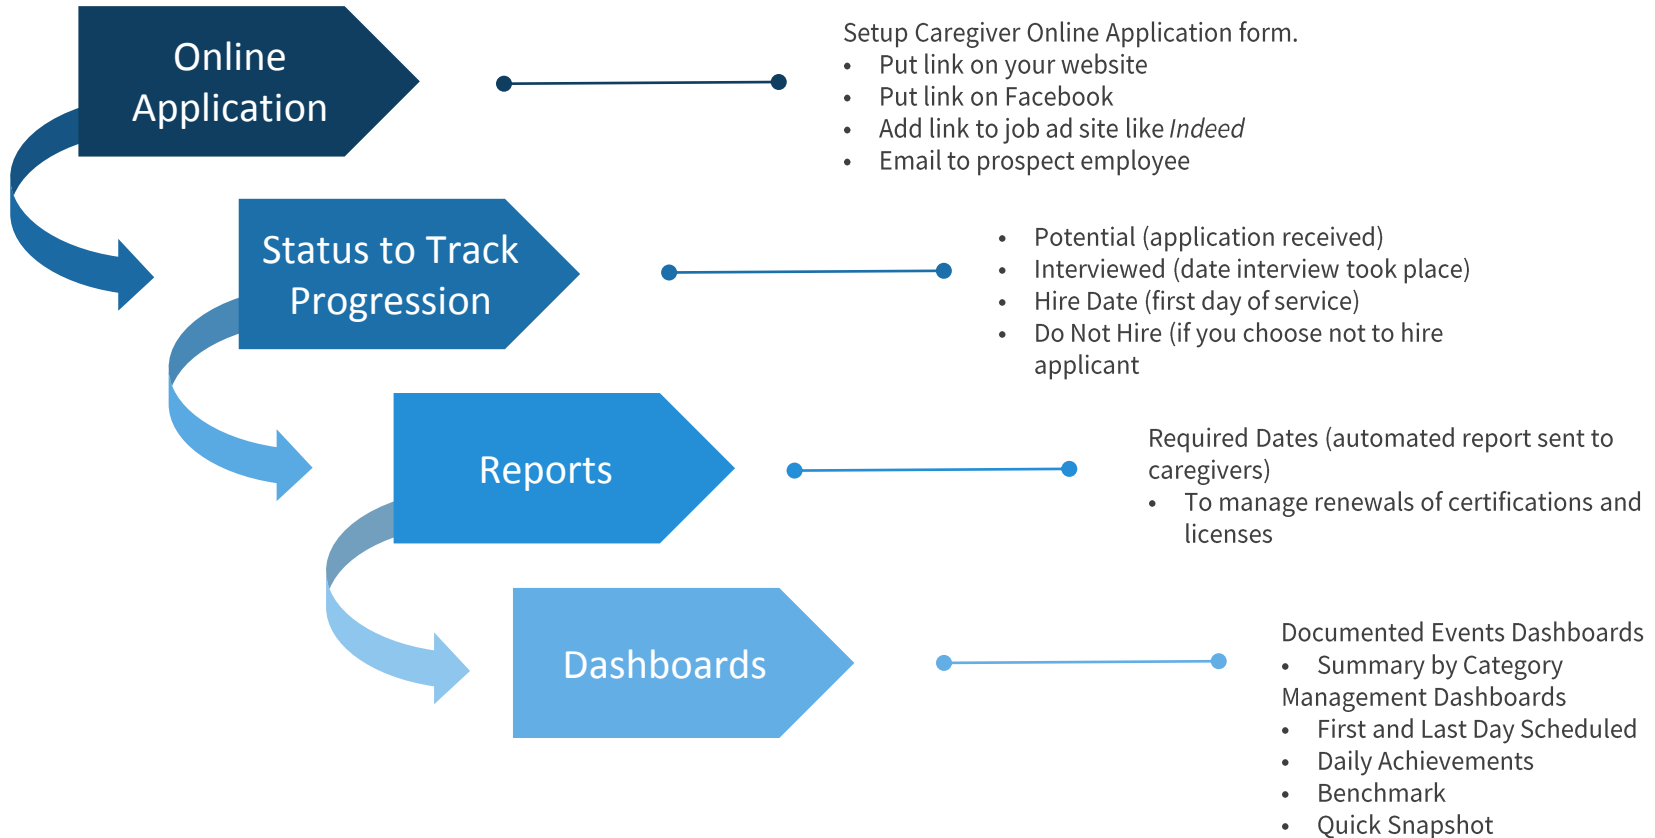 Online
Application
Setup Caregiver Online Application form.
• Put link on your website
• Put link on Facebook
• Add link to job ad site like Indeed
• Email to prospect employee
Status to Track
Progression
• Potential (application received)
• Interviewed (date interview took place)
• Hire Date (first day of service)
• Do Not Hire (if you choose not to hire
applicant
Reports
Required Dates (automated report sent to
caregivers)
• To manage renewals of certifications and
licenses
Dashboards
Documented Events Dashboards
• Summary by Category
Management Dashboards
• First and Last Day Scheduled
• Daily Achievements
• Benchmark
• Quick Snapshot